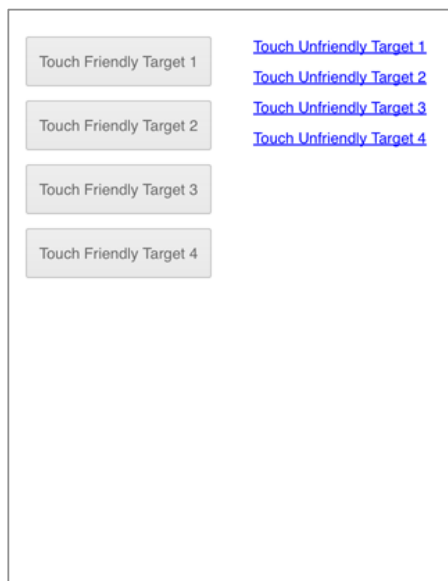 Touch Friendly Target 1
Touch Friendly Target 2
Touch Friendly Target 3
Touch Friendly Target 4
Touch Unfriendly Target 1
Touch Unfriendly Target 2
Touch Unfriendly Target 3
Touch Unfriendly Target 4